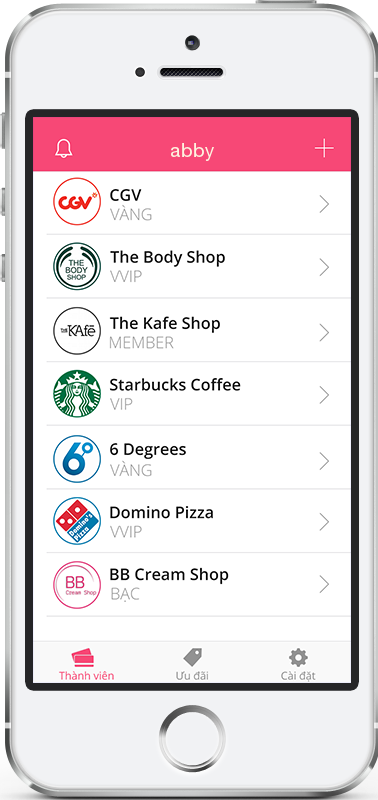 abby
CGV
CGV
VÀNG
THE
BODY
SHOP
The Body Shop
VVIP
THE KAfe
The Kafe Shop
MEMBER
Starbucks Coffee
VIP
6°
6 Degrees
VÀNG
Domino's
Pizza
Domino Pizza
VVIP
BB
Cream Shop
BB Cream Shop
BẠC
Thành viên
Ưu đãi
Cài đặt